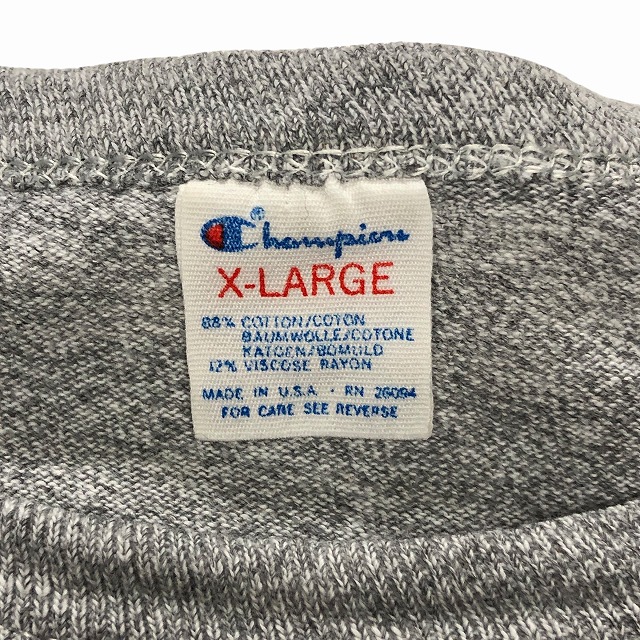 Champion®
X-LARGE
88% COTTON/COTON
BAUMWOLLE/COTONE
KATOEN/BOMULD
12% VISCOSE RAYON
MADE IN U.S.A. - RN 26094
FOR CARE SEE REVERSE